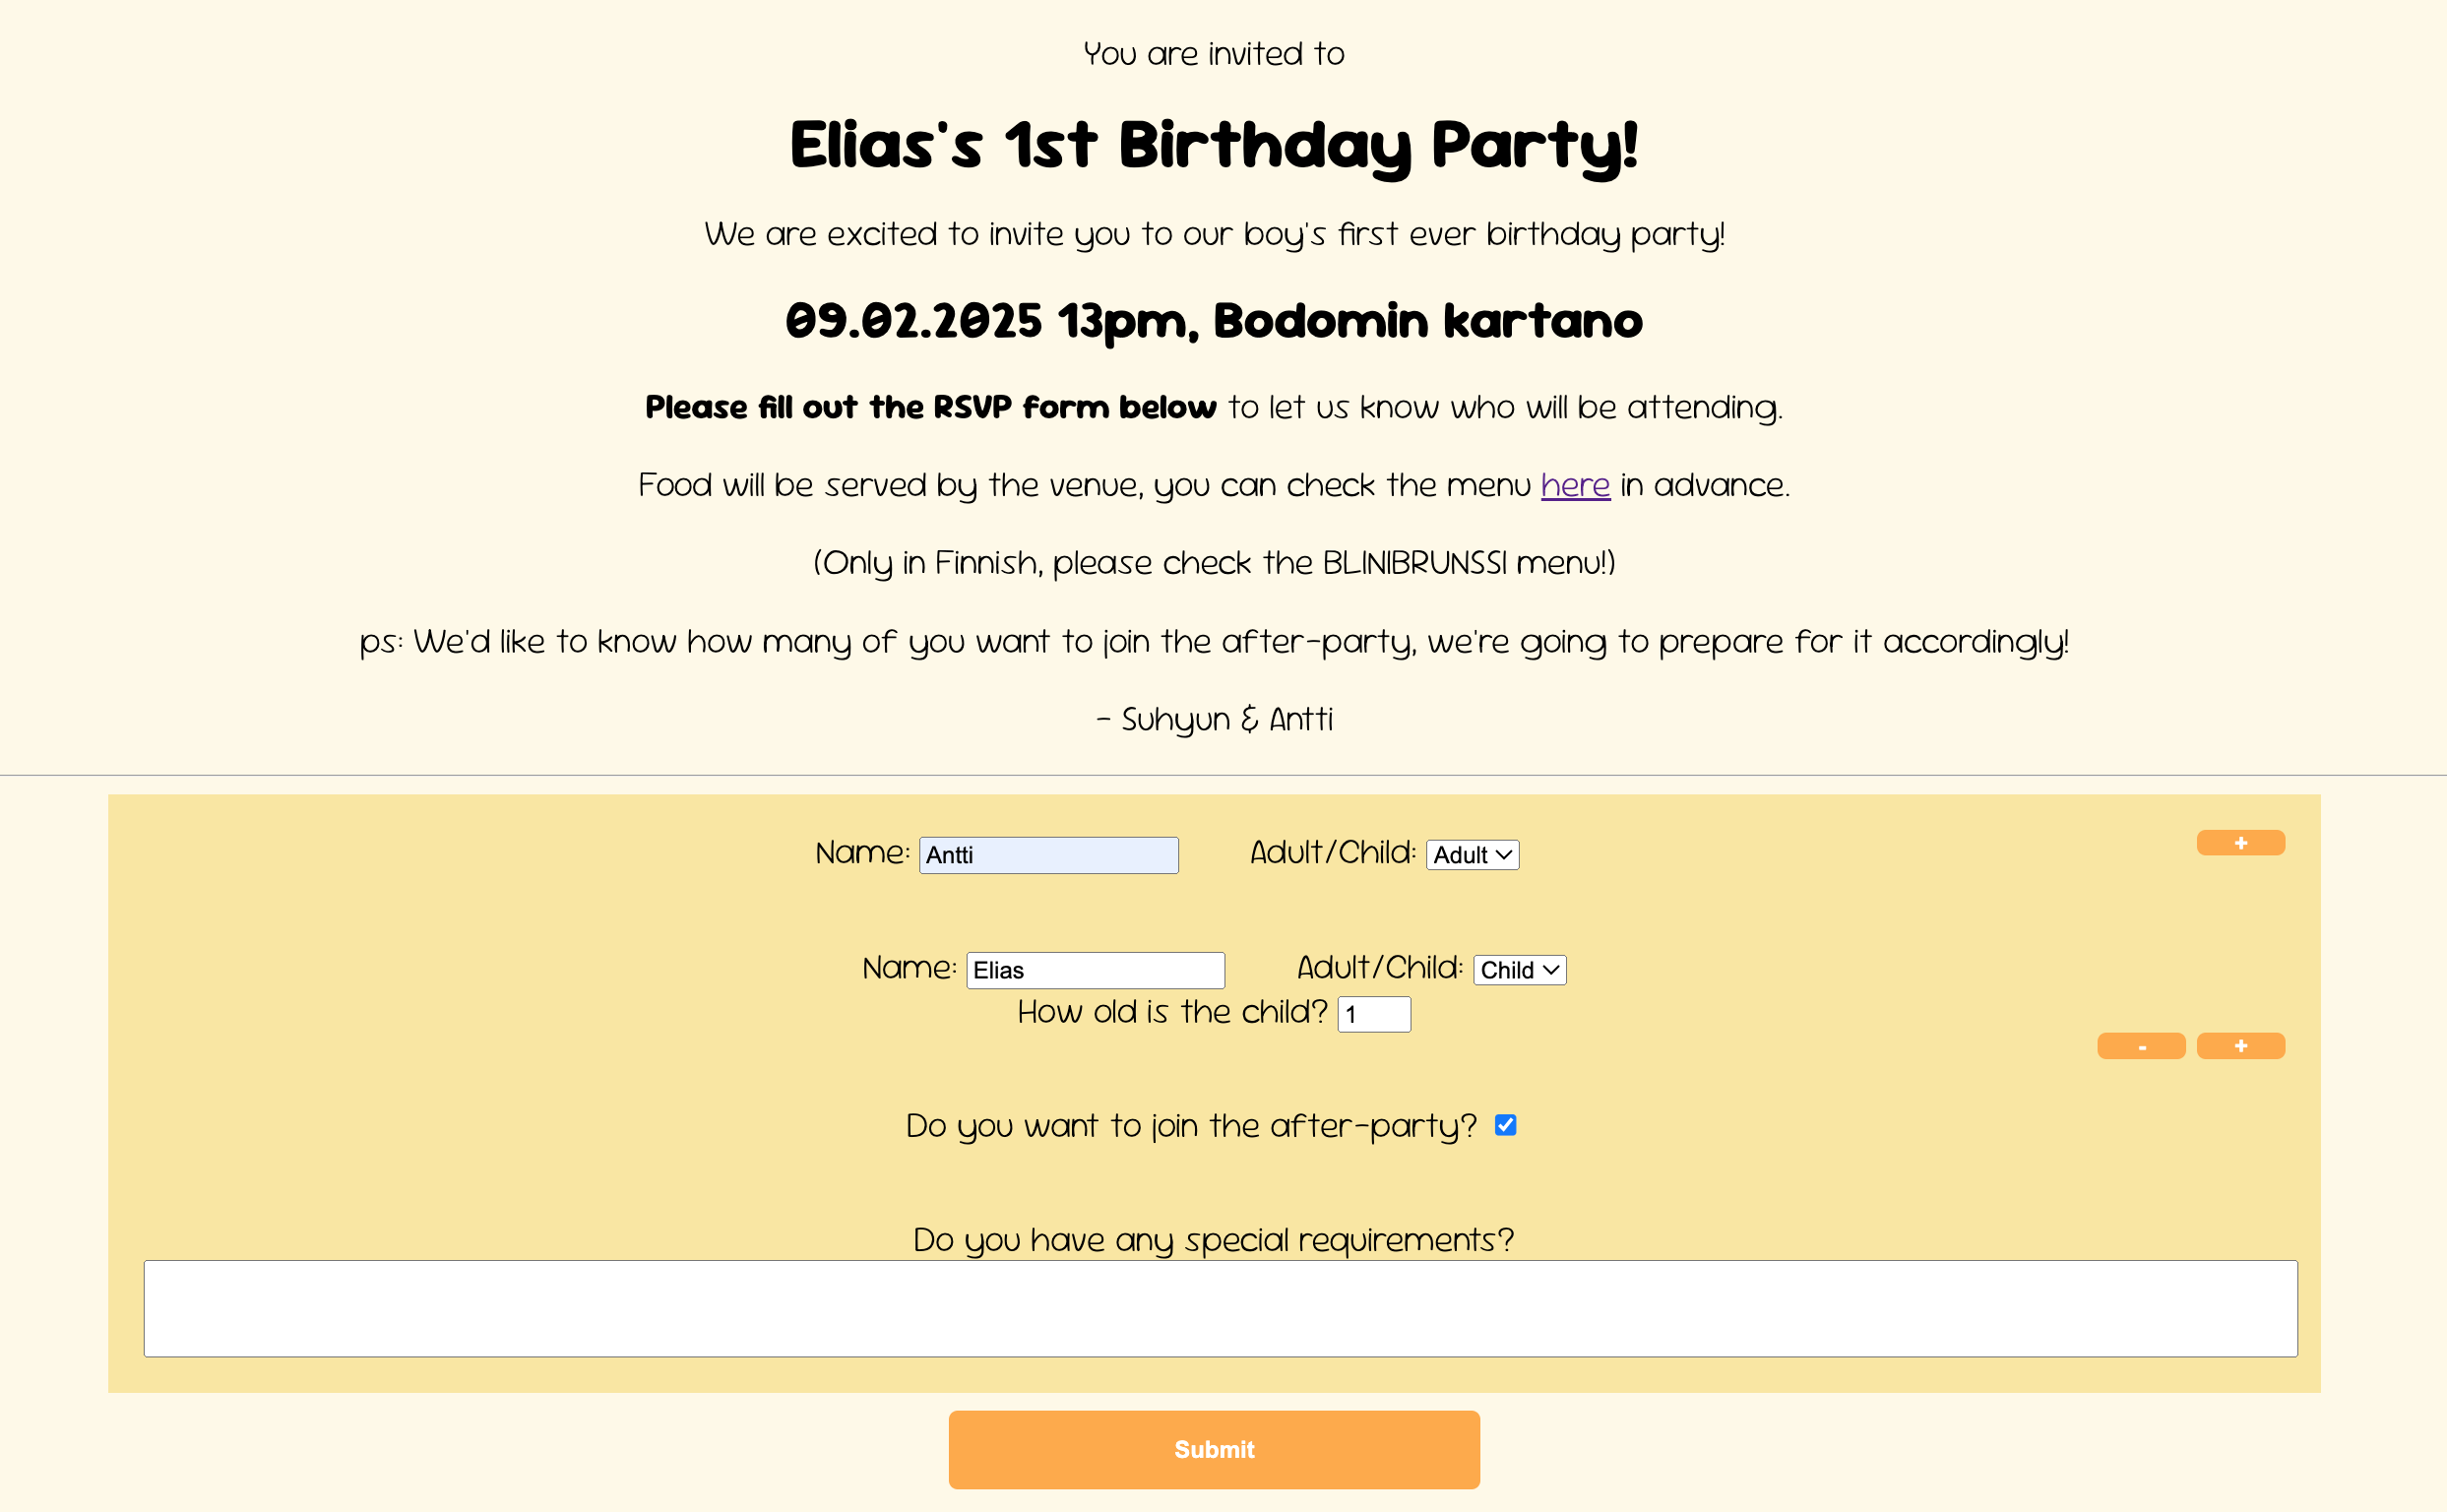 You are invited to
Elias's 1st Birthday Party!
We are excited to invite you to our boy's first ever birthday party!
09.02.2025 13pm, Bodomin kartano
Please fill out the RSVP form below to let us know who will be attending.
Food will be served by the venue, you can check the menu here in advance.
(Only in Finnish, please check the BLINIBRUNSSI menu!)
ps: We'd like to know how many of you want to join the after-party, we're going to prepare for it accordingly!
- Suhyun & Antti
Name: Antti Adult/Child: Adult +
Name: Elias Adult/Child: Child
How old is the child? 1
- +
Do you want to join the after-party?
Do you have any special requirements?
Submit